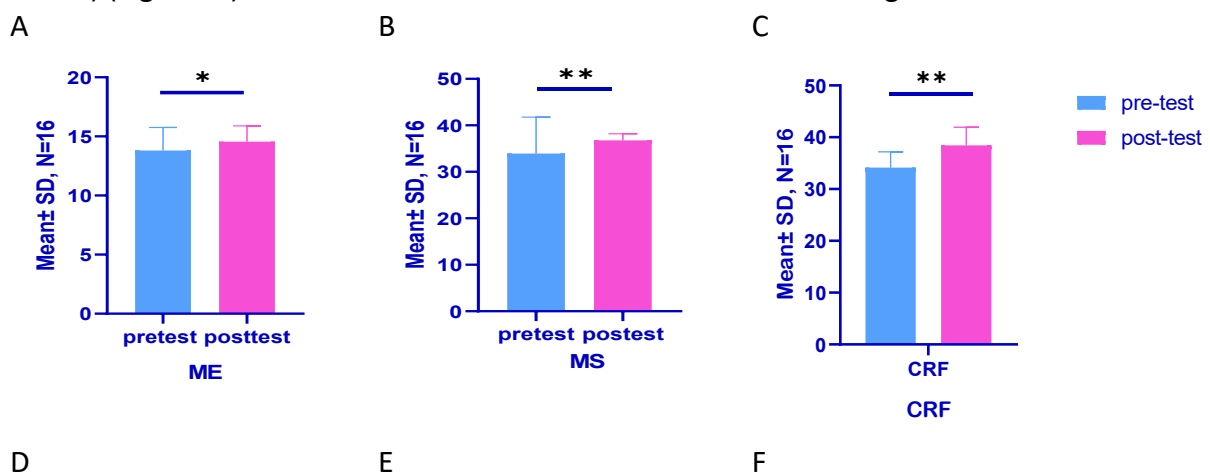 A
B
C
20
15
10
5
0
Mean± SD, N=16
*
pretest posttest
ME
50
40
30
20
10
0
Mean± SD, N=16
**
pretest postest
MS
50
40
30
20
10
0
Mean± SD, N=16
**
CRF
CRF
pre-test
post-test
D
E
F